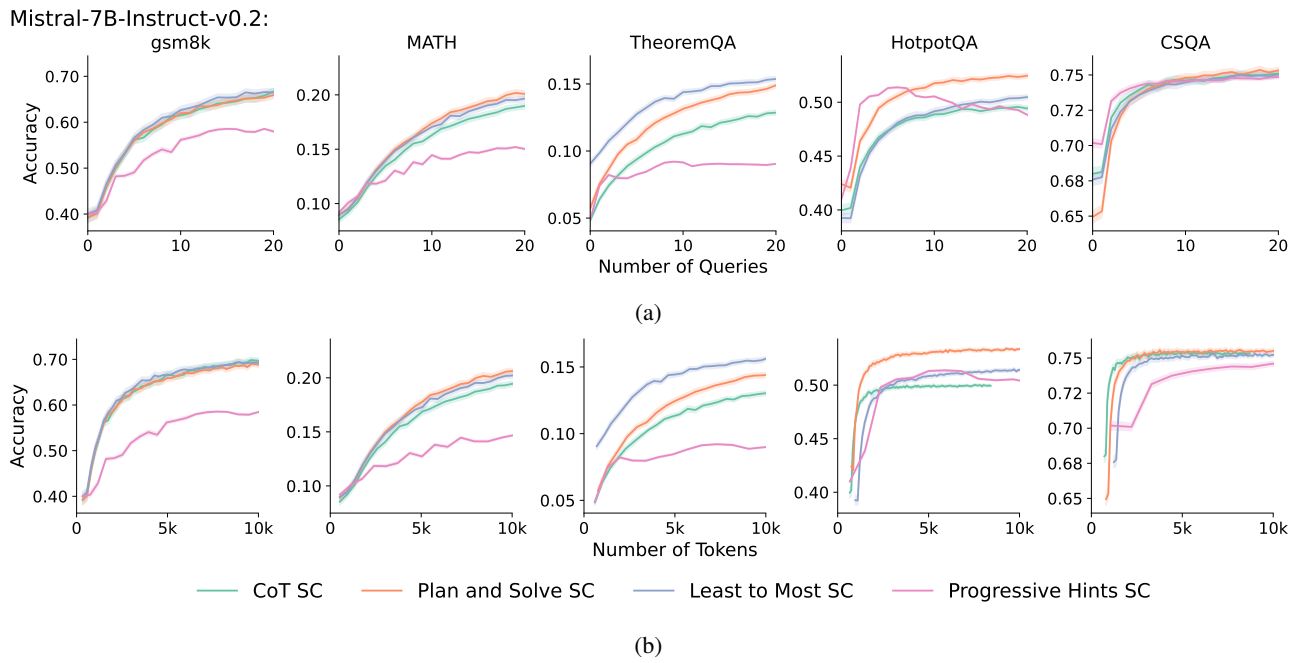 Mistral-7B-Instruct-v0.2:
gsm8k MATH TheoremQA HotpotQA CSQA
Accuracy
0.70 0.60 0.50 0.40
0 10 20
0.20 0.15 0.10
0 10 20
0.15 0.10 0.05
0 10 20
0.50 0.45 0.40
0 10 20
0.75 0.72 0.70 0.68 0.65
0 10 20
Number of Queries
(a)
Accuracy
0.70 0.60 0.50 0.40
0 5k 10k
0.20 0.15 0.10
0 5k 10k
0.15 0.10 0.05
0 5k 10k
0.50 0.45 0.40
0 5k 10k
0.75 0.72 0.70 0.68 0.65
0 5k 10k
Number of Tokens
CoT SC Plan and Solve SC Least to Most SC Progressive Hints SC
(b)